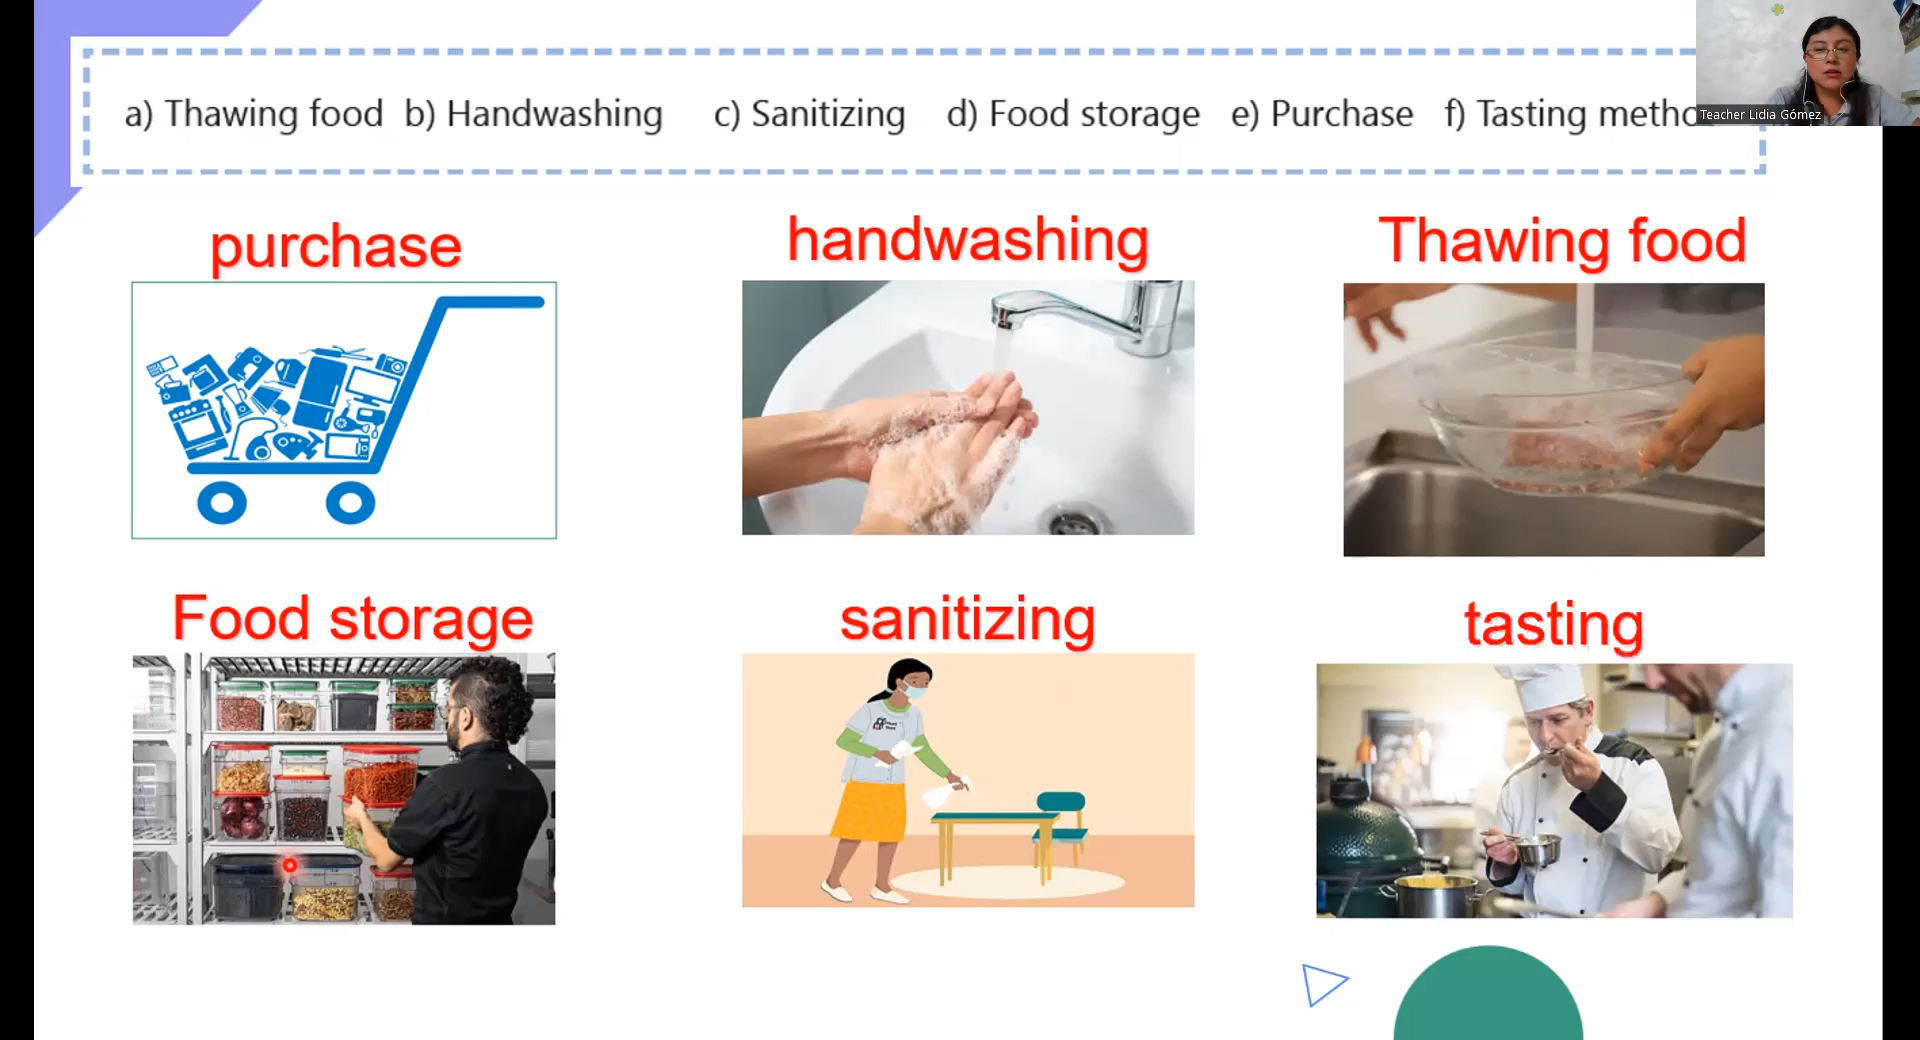 a) Thawing food b) Handwashing c) Sanitizing d) Food storage e) Purchase f) Tasting metho
Teacher Lidia Gómez
purchase
handwashing
Thawing food
Food storage
sanitizing
tasting